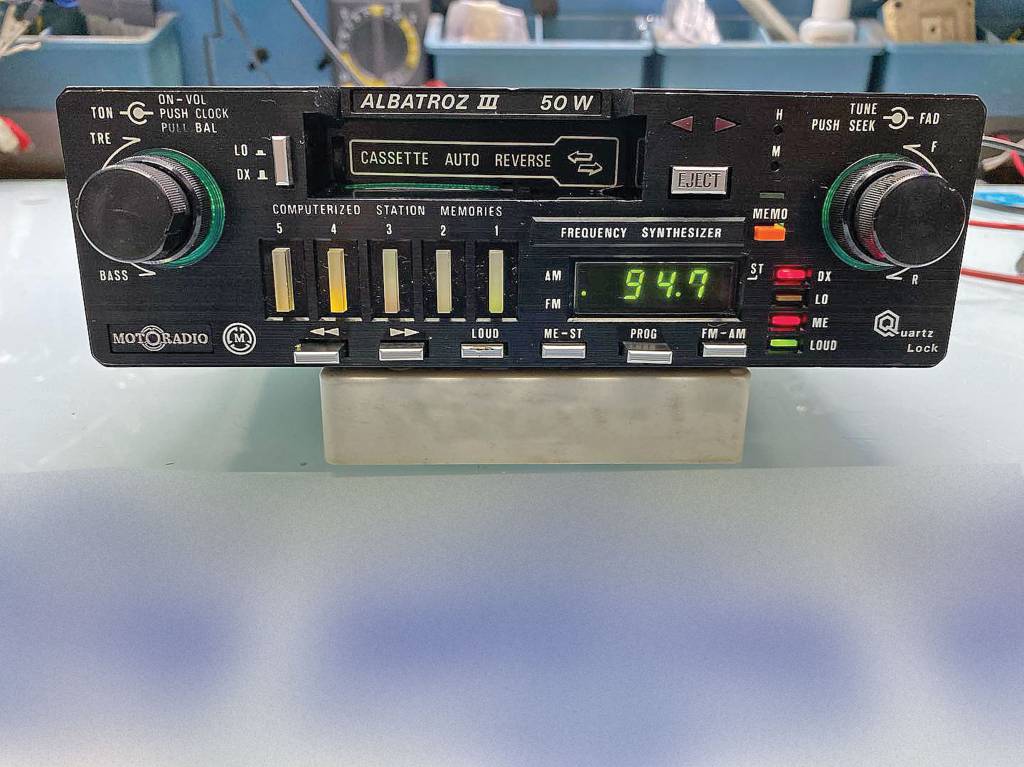 ALBATROZ III 50 W
ON-VOL
TON PUSH CLOCK
PULL BAL
TRE
BASS
LO
DX
CASSETTE AUTO REVERSE
EJECT
H
M
TUNE
PUSH SEEK FAD
F
R
COMPUTERIZED STATION MEMORIES
5 4 3 2 1
MEMO
FREQUENCY SYNTHESIZER
AM
FM
94.7
ST
DX
LO
ME
LOUD
MOTORADIO M
LOUD ME-ST PROG FM-AM
Quartz
Lock